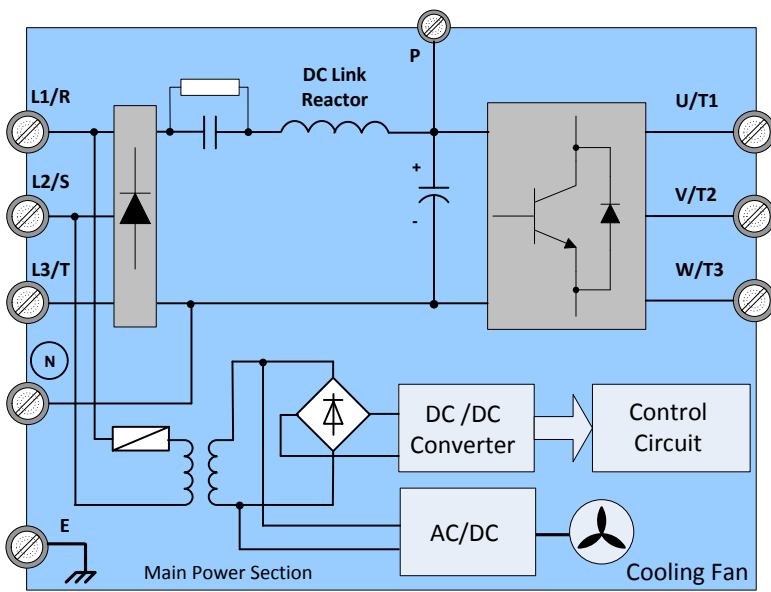 P
DC Link
Reactor
L1/R
U/T1
L2/S
V/T2
+
-
L3/T
W/T3
N
DC /DC
Converter
Control
Circuit
E
AC/DC
Main Power Section
Cooling Fan